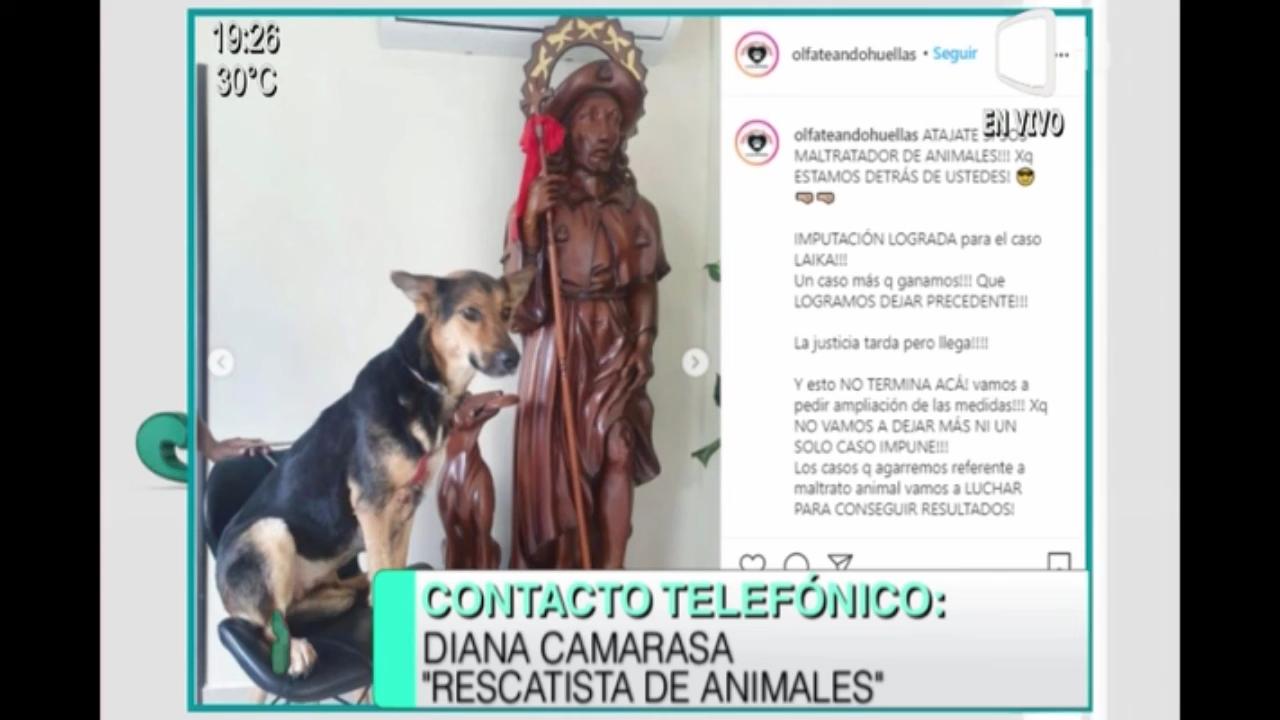 19:26
30°C
olfateandohuellas • Seguir
EN VIVO
olfateandohuellas ATAJATE SI SOS
MALTRATADOR DE ANIMALES!!! Xq
ESTAMOS DETRÁS DE USTEDES! 😎
🤜🤜
IMPUTACIÓN LOGRADA para el caso
LAIKA!!!
Un caso más q ganamos!!! Que
LOGRAMOS DEJAR PRECEDENTE!!!
La justicia tarda pero llega!!!!
Y esto NO TERMINA ACÁ! vamos a
pedir ampliación de las medidas!!! Xq
NO VAMOS A DEJAR MÁS NI UN
SOLO CASO IMPUNE!!!
Los casos q agarremos referente a
maltrato animal vamos a LUCHAR
PARA CONSEGUIR RESULTADOS!
CONTACTO TELEFÓNICO:
DIANA CAMARASA
"RESCATISTA DE ANIMALES"